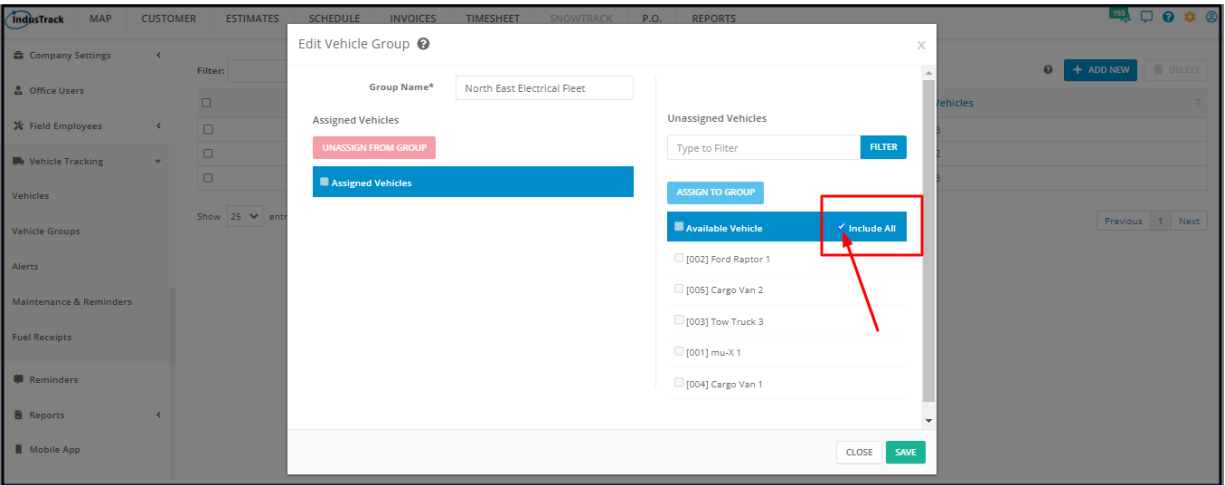 IndusTrack MAP CUSTOMER ESTIMATES SCHEDULE INVOICES TIMESHEET SNOWTRACK P.O. REPORTS 193
Company Settings
Office Users
Field Employees
Vehicle Tracking
Vehicles
Vehicle Groups
Alerts
Maintenance & Reminders
Fuel Receipts
Reminders
Reports
Mobile App
Filter:
+ ADD NEW DELETE
Vehicles
3
2
3
Show 25 entr
Previous 1 Next
Edit Vehicle Group
X
Group Name*
North East Electrical Fleet
Assigned Vehicles
UNASSIGN FROM GROUP
Assigned Vehicles
Unassigned Vehicles
Type to Filter FILTER
ASSIGN TO GROUP
Available Vehicle Include All
[002] Ford Raptor 1
[005] Cargo Van 2
[003] Tow Truck 3
[001] mu-X 1
[004] Cargo Van 1
CLOSE SAVE